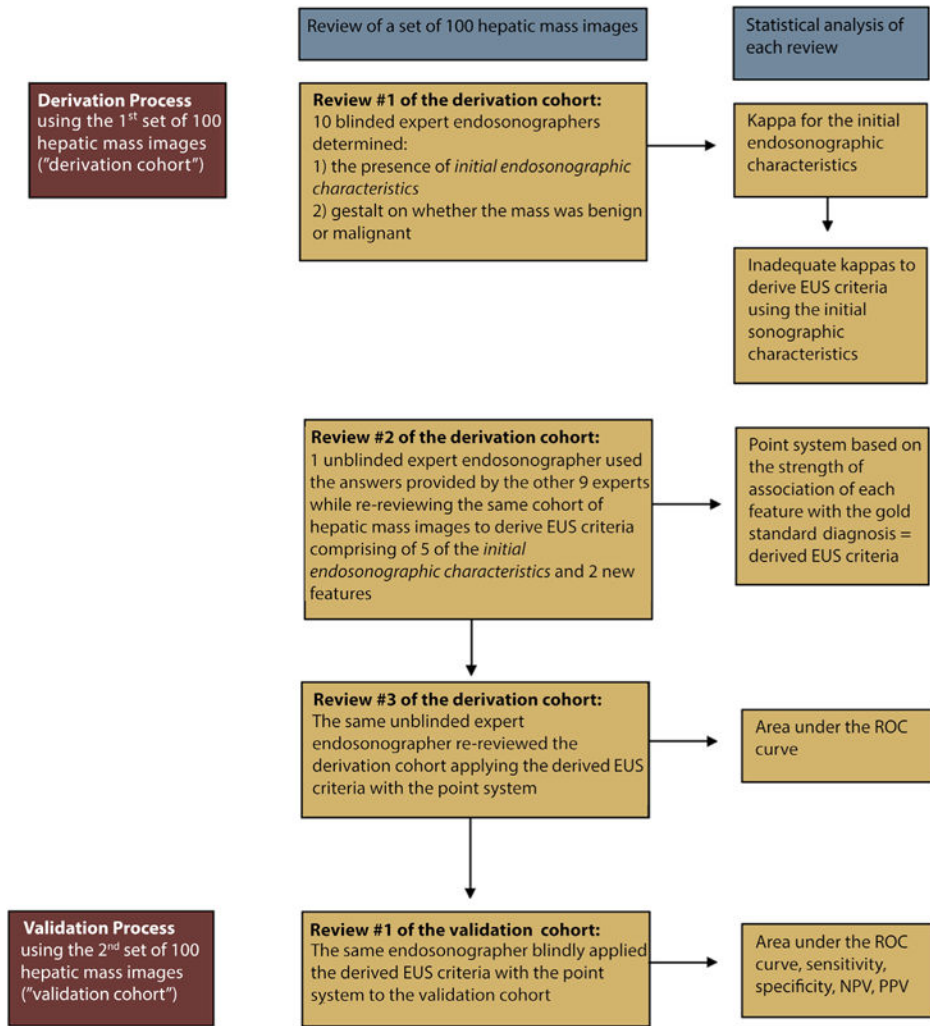 Review of a set of 100 hepatic mass images
Statistical analysis of
each review
Derivation Process
using the 1st set of 100
hepatic mass images
("derivation cohort")
Review #1 of the derivation cohort:
10 blinded expert endosonographers
determined:
1) the presence of initial endosonographic
characteristics
2) gestalt on whether the mass was benign
or malignant
Kappa for the initial
endosonographic
characteristics
Inadequate kappas to
derive EUS criteria
using the initial
sonographic
characteristics
Review #2 of the derivation cohort:
1 unblinded expert endosonographer used
the answers provided by the other 9 experts
while re-reviewing the same cohort of
hepatic mass images to derive EUS criteria
comprising of 5 of the initial
endosonographic characteristics and 2 new
features
Point system based on
the strength of
association of each
feature with the gold
standard diagnosis =
derived EUS criteria
Review #3 of the derivation cohort:
The same unblinded expert
endosonographer re-reviewed the
derivation cohort applying the derived EUS
criteria with the point system
Area under the ROC
curve
Validation Process
using the 2nd set of 100
hepatic mass images
("validation cohort")
Review #1 of the validation cohort:
The same endosonographer blindly applied
the derived EUS criteria with the point
system to the validation cohort
Area under the ROC
curve, sensitivity,
specificity, NPV, PPV